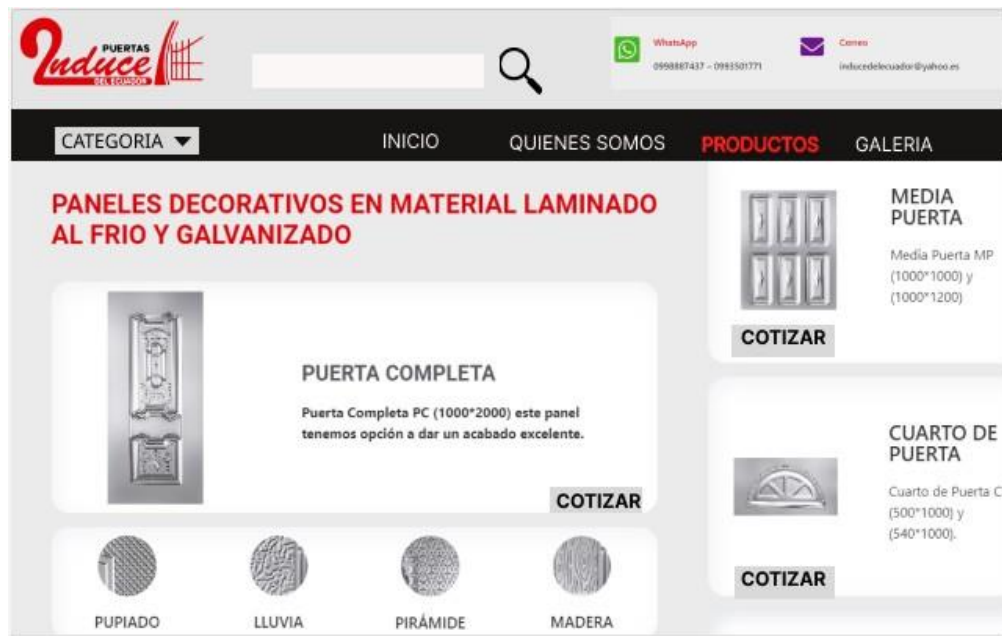 PUERTAS
2nduce
DEL ECUADOR
WhatsApp
0998887437 – 0993501771
Correo
inducedelecuador@yahoo.es
CATEGORIA
INICIO
QUIENES SOMOS
PRODUCTOS
GALERIA
PANELES DECORATIVOS EN MATERIAL LAMINADO
AL FRIO Y GALVANIZADO
PUERTA COMPLETA
Puerta Completa PC (1000*2000) este panel
tenemos opción a dar un acabado excelente.
COTIZAR
PUPIADO
LLUVIA
PIRÁMIDE
MADERA
MEDIA
PUERTA
Media Puerta MP
(1000*1000) y
(1000*1200)
COTIZAR
CUARTO DE
PUERTA
Cuarto de Puerta C
(500*1000) y
(540*1000).
COTIZAR